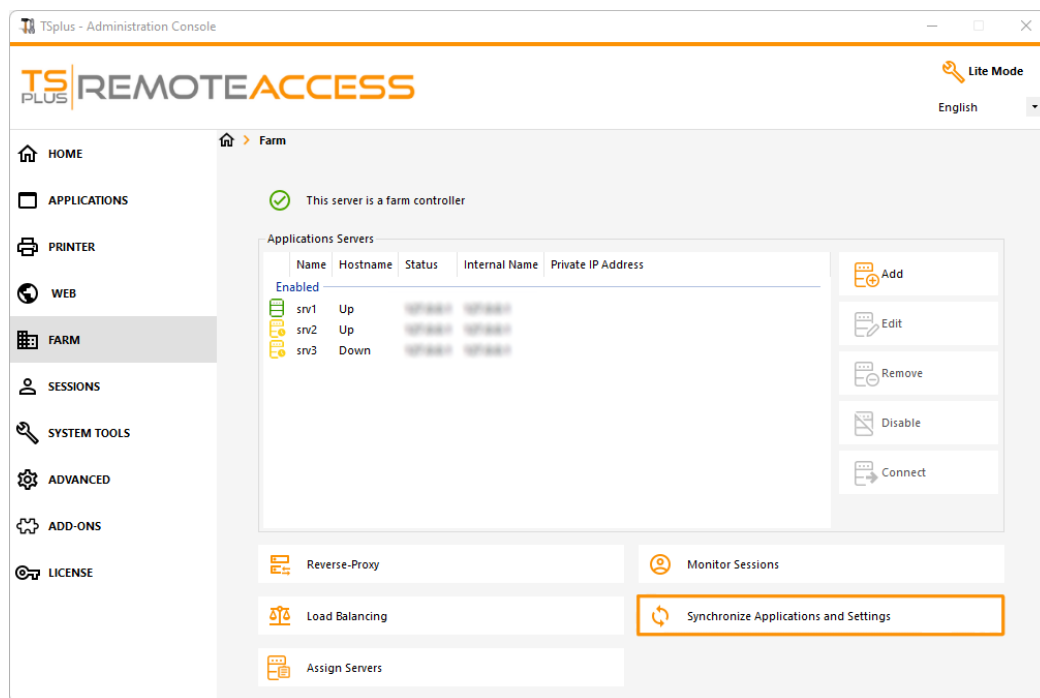 TSplus - Administration Console
TS PLUS REMOTEACCESS
Lite Mode
English
HOME
APPLICATIONS
PRINTER
WEB
FARM
SESSIONS
SYSTEM TOOLS
ADVANCED
ADD-ONS
LICENSE
Farm
This server is a farm controller
Applications Servers
Name Hostname Status Internal Name Private IP Address
Enabled
srv1 Up
srv2 Up
srv3 Down
Add
Edit
Remove
Disable
Connect
Reverse-Proxy
Monitor Sessions
Load Balancing
Synchronize Applications and Settings
Assign Servers